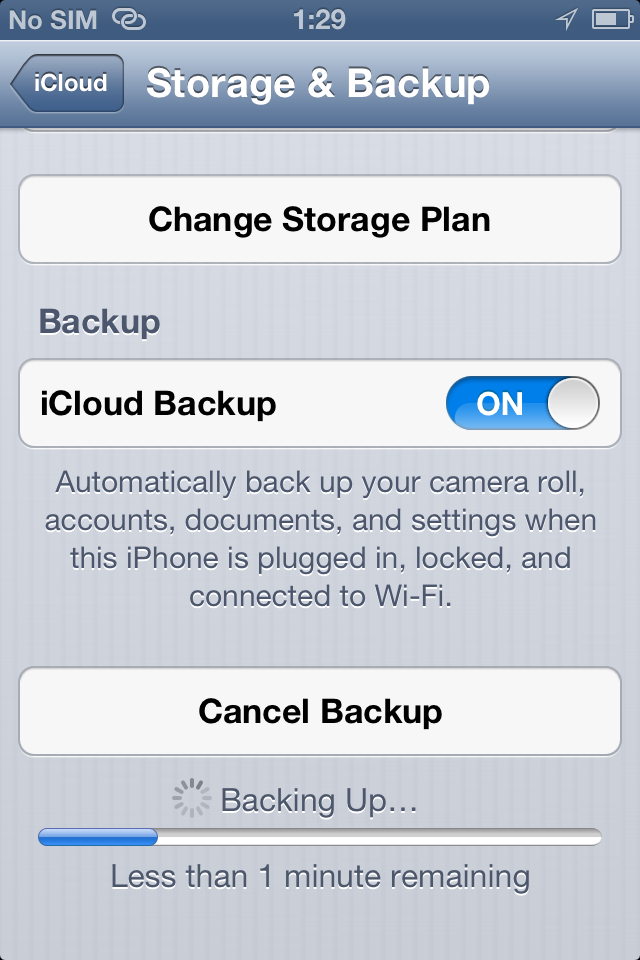 No SIM 1:29
iCloud Storage & Backup
Change Storage Plan
Backup
iCloud Backup ON
Automatically back up your camera roll,
accounts, documents, and settings when
this iPhone is plugged in, locked, and
connected to Wi-Fi.
Cancel Backup
Backing Up...
Less than 1 minute remaining